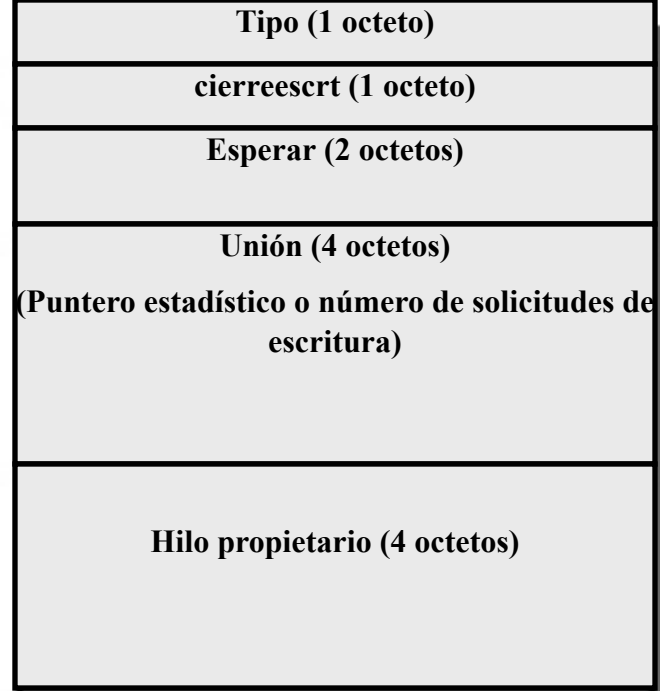 Tipo (1 octeto)
cierreescrt (1 octeto)
Esperar (2 octetos)
Unión (4 octetos)
(Puntero estadístico o número de solicitudes de
escritura)
Hilo propietario (4 octetos)